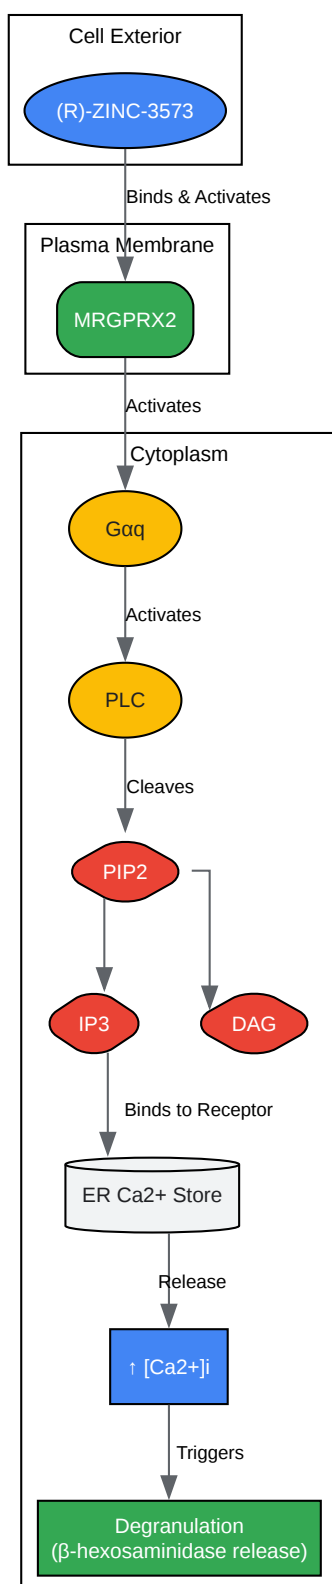 Cell Exterior
(R)-ZINC-3573
Binds & Activates
Plasma Membrane
MRGPRX2
Activates
Cytoplasm
Gαq
Activates
PLC
Cleaves
PIP2
IP3
DAG
Binds to Receptor
ER Ca2+ Store
Release
↑ [Ca2+]i
Triggers
Degranulation
(β-hexosaminidase release)